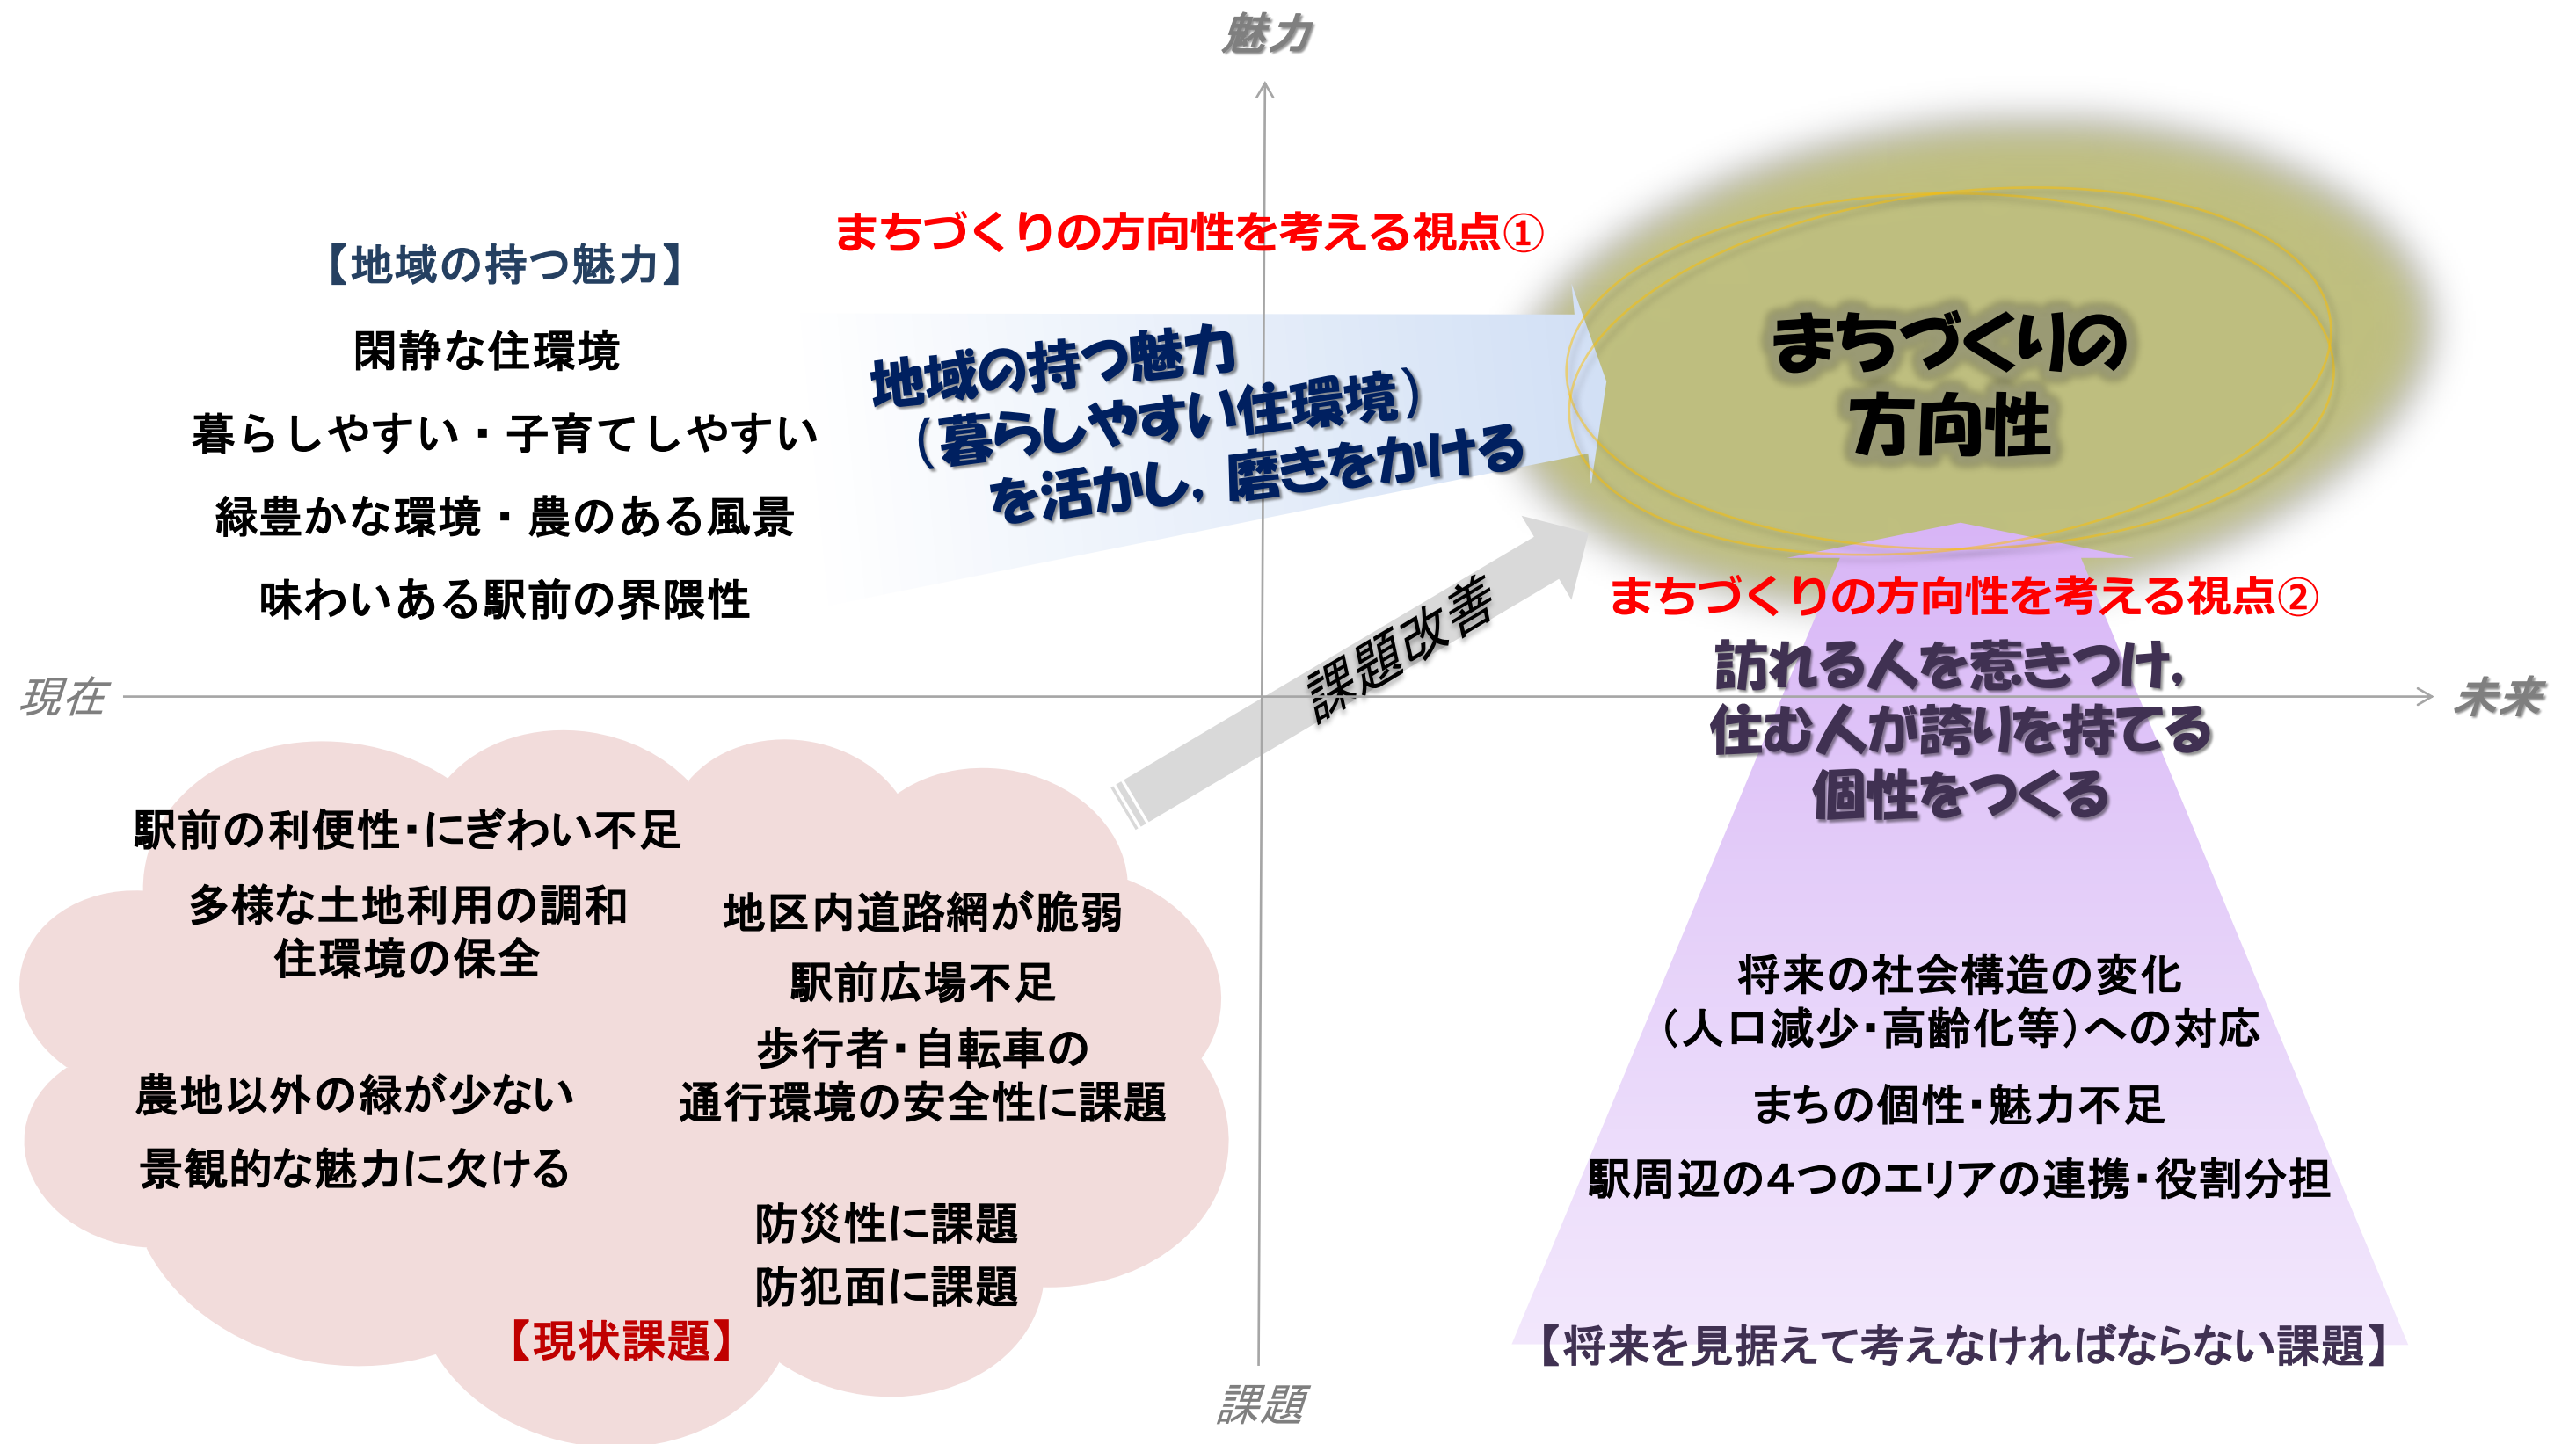 魅力
まちづくりの方向性を考える視点①
【地域の持つ魅力】
閑静な住環境
暮らしやすい・子育てしやすい
緑豊かな環境・農のある風景
味わいある駅前の界隈性
地域の持つ魅力
（暮らしやすい住環境）
を活かし，磨きをかける
まちづくりの
方向性
課題改善
まちづくりの方向性を考える視点②
訪れる人を惹きつけ，
住む人が誇りを持てる
個性をつくる
現在
未来
駅前の利便性・にぎわい不足
多様な土地利用の調和
住環境の保全
農地以外の緑が少ない
景観的な魅力に欠ける
地区内道路網が脆弱
駅前広場不足
歩行者・自転車の
通行環境の安全性に課題
防災性に課題
防犯面に課題
【現状課題】
将来の社会構造の変化
（人口減少・高齢化等）への対応
まちの個性・魅力不足
駅周辺の４つのエリアの連携・役割分担
【将来を見据えて考えなければならない課題】
課題